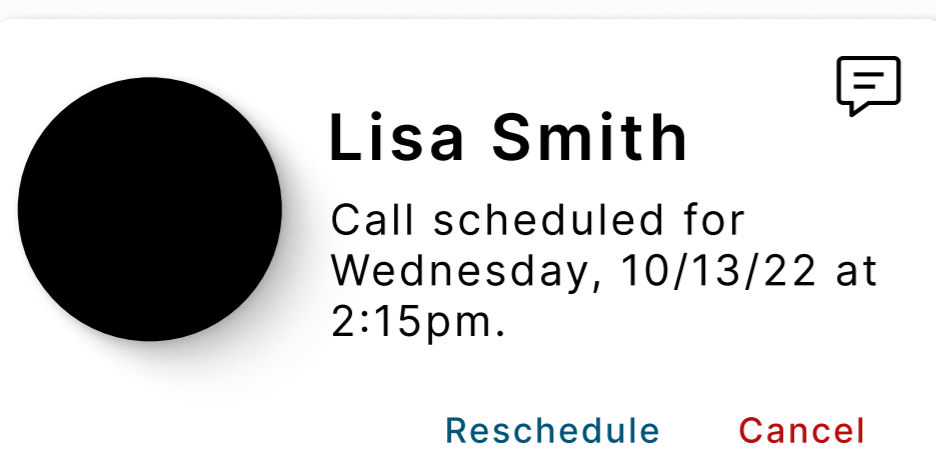 Lisa Smith
Call scheduled for
Wednesday, 10/13/22 at
2:15pm.
Reschedule Cancel